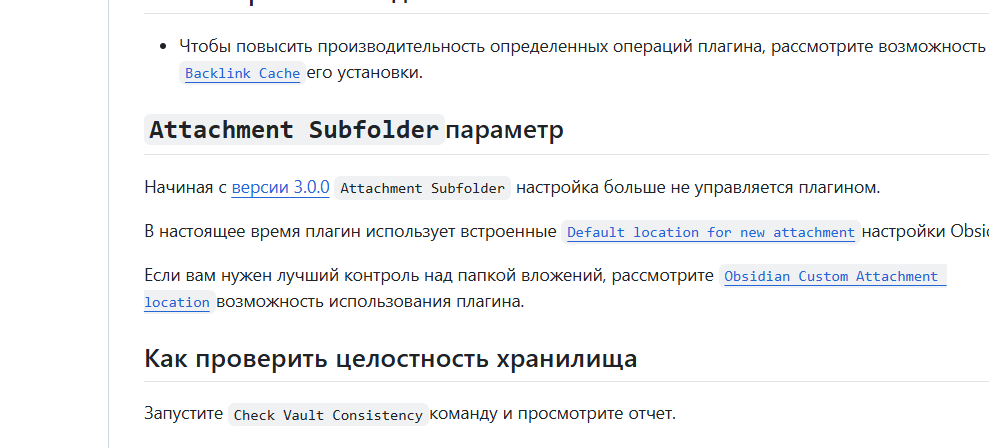 Чтобы повысить производительность определенных операций плагина, рассмотрите возможность
Backlink Cache его установки.
Attachment Subfolder параметр
Начиная с версии 3.0.0 Attachment Subfolder настройка больше не управляется плагином.
В настоящее время плагин использует встроенные Default location for new attachment настройки Obsid
Если вам нужен лучший контроль над папкой вложений, рассмотрите Obsidian Custom Attachment
location возможность использования плагина.
Как проверить целостность хранилища
Запустите Check Vault Consistency команду и просмотрите отчет.